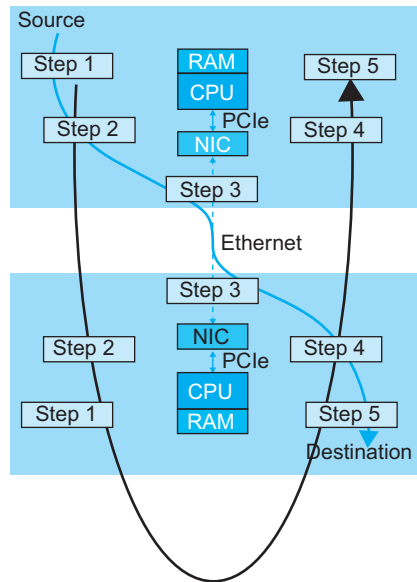 Source
Step 1
RAM
Step 5
CPU
Step 2
PCIe
Step 4
NIC
Step 3
Ethernet
Step 3
Step 2
NIC
Step 4
PCIe
CPU
Step 1
Step 5
RAM
Destination